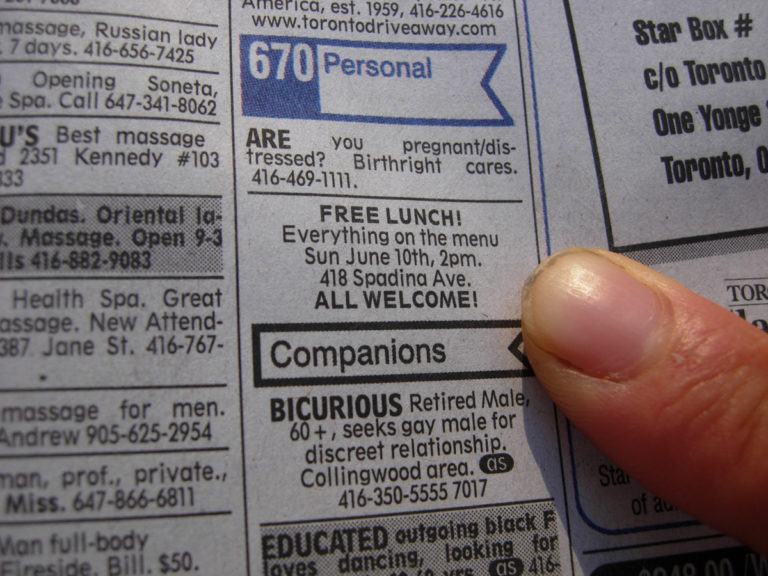 massage, Russian lady
7 days. 416-656-7425
Opening Soneta,
Spa. Call 647-341-8062
U'S Best massage
2351 Kennedy #103
333
Dundas. Oriental la-
. Massage. Open 9-3
lls 416-882-9083
Health Spa. Great
assage. New Attend-
387 Jane St. 416-767-
massage for men.
Andrew 905-625-2954
man, prof., private.,
Miss. 647-866-6811
Man full-body
Fireside. Bill. $50.
America, est. 1959, 416-226-4616
www.torontodriveaway.com
670 Personal
ARE you pregnant/dis-
tressed? Birthright cares.
416-469-1111.
FREE LUNCH!
Everything on the menu
Sun June 10th, 2pm.
418 Spadina Ave.
ALL WELCOME!
Companions
BICURIOUS Retired Male,
60+, seeks gay male for
discreet relationship.
Collingwood area. as
416-350-5555 7017
EDUCATED outgoing black F
loves dancing, looking for
yrs. as 416-
Star Box #
c/o Toronto
One Yonge
Toronto, O
TOR
Sta
of ad